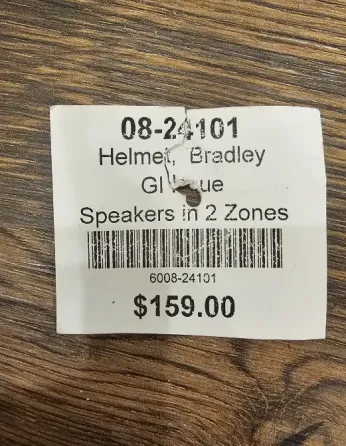 08-24101
Helmet, Bradley
GI
Speakers in 2 Zones
6008-24101
$159.00